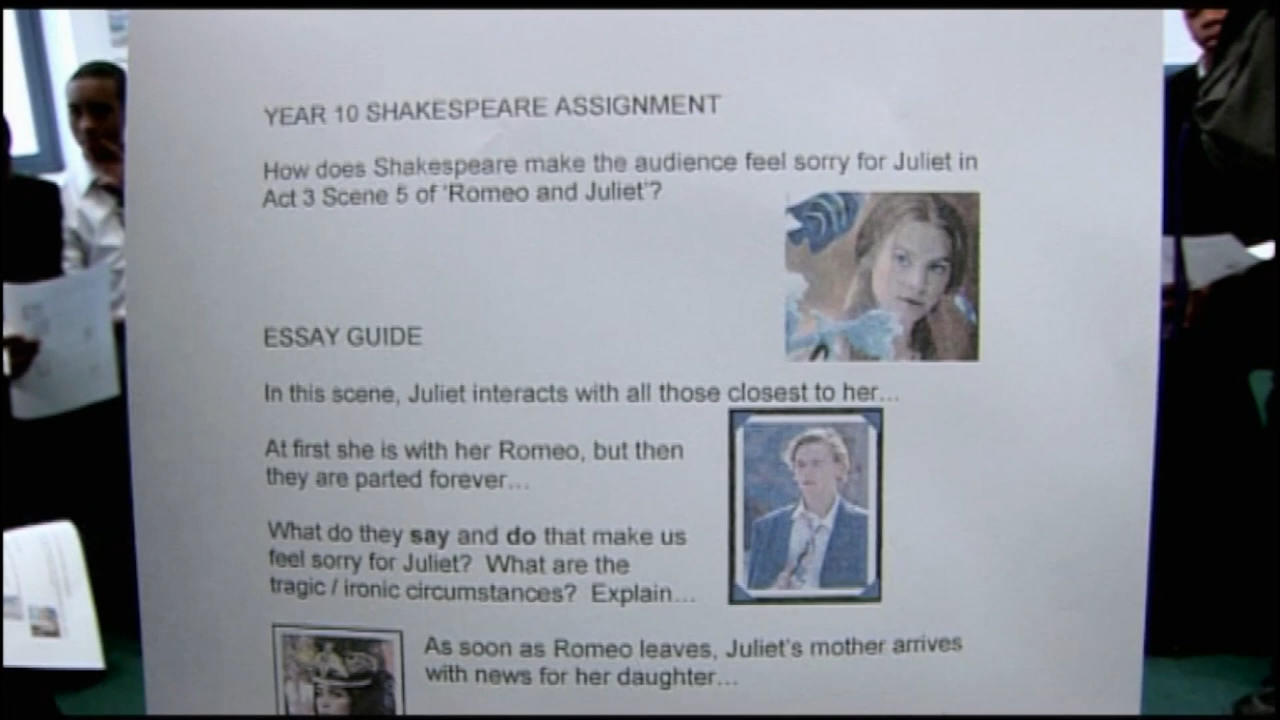 YEAR 10 SHAKESPEARE ASSIGNMENT
How does Shakespeare make the audience feel sorry for Juliet in
Act 3 Scene 5 of 'Romeo and Juliet'?
ESSAY GUIDE
In this scene, Juliet interacts with all those closest to her...
At first she is with her Romeo, but then
they are parted forever...
What do they say and do that make us
feel sorry for Juliet? What are the
tragic / ironic circumstances? Explain...
As soon as Romeo leaves, Juliet's mother arrives
with news for her daughter...